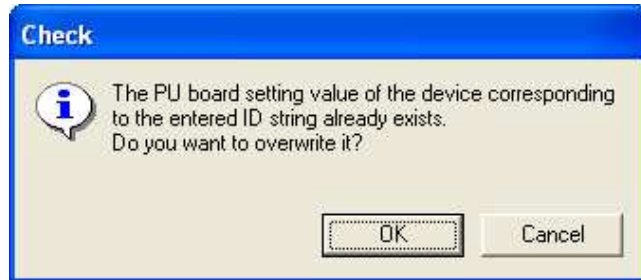 Check
The PU board setting value of the device corresponding
to the entered ID string already exists.
Do you want to overwrite it?
OK
Cancel